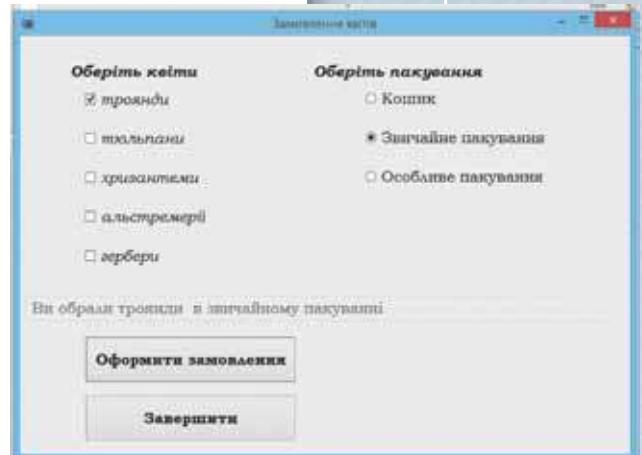 Замовлення квітів
Оберіть квіти
троянди
тюльпани
хризантеми
альстремерії
гербери
Оберіть пакування
Кошик
Звичайне пакування
Особливе пакування
Ви обрали троянди в звичайному пакуванні
Оформити замовлення
Завершити